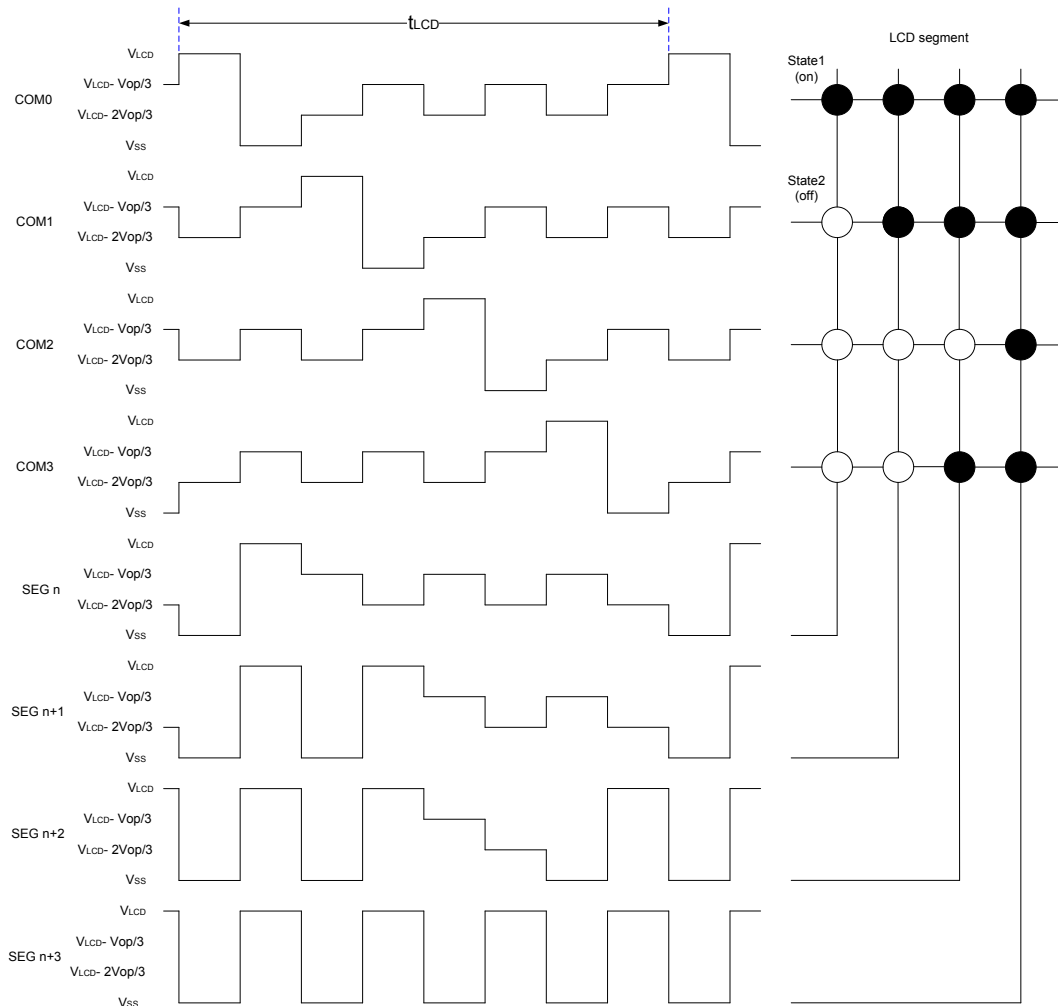 tLCD
LCD segment
State1
(on)
State2
(off)
COM0
VLCD
VLCD- Vop/3
VLCD- 2Vop/3
VSS
COM1
VLCD
VLCD- Vop/3
VLCD- 2Vop/3
VSS
COM2
VLCD
VLCD- Vop/3
VLCD- 2Vop/3
VSS
COM3
VLCD
VLCD- Vop/3
VLCD- 2Vop/3
VSS
SEG n
VLCD
VLCD- Vop/3
VLCD- 2Vop/3
VSS
SEG n+1
VLCD
VLCD- Vop/3
VLCD- 2Vop/3
VSS
SEG n+2
VLCD
VLCD- Vop/3
VLCD- 2Vop/3
VSS
SEG n+3
VLCD
VLCD- Vop/3
VLCD- 2Vop/3
VSS